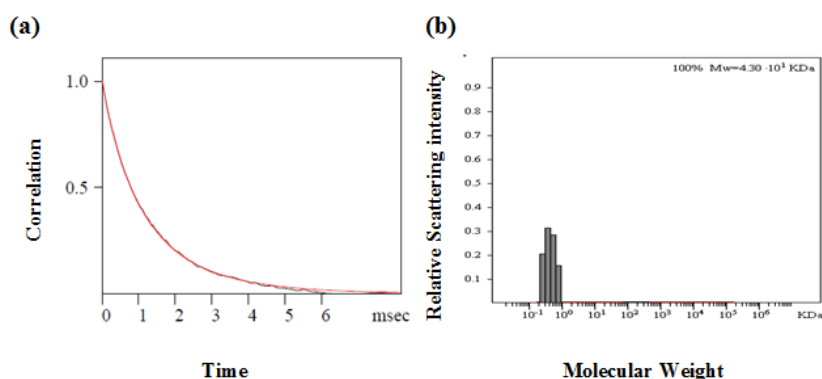 (a)
1.0
0.5
Correlation
0 1 2 3 4 5 6 msec
Time
(b)
100% Mw=4.30 ·10¹ KDa
0.9
0.8
0.7
0.6
0.5
0.4
0.3
0.2
0.1
Relative Scattering intensity
10⁻¹ 10⁰ 10¹ 10² 10³ 10⁴ 10⁵ 10⁶ KDa
Molecular Weight